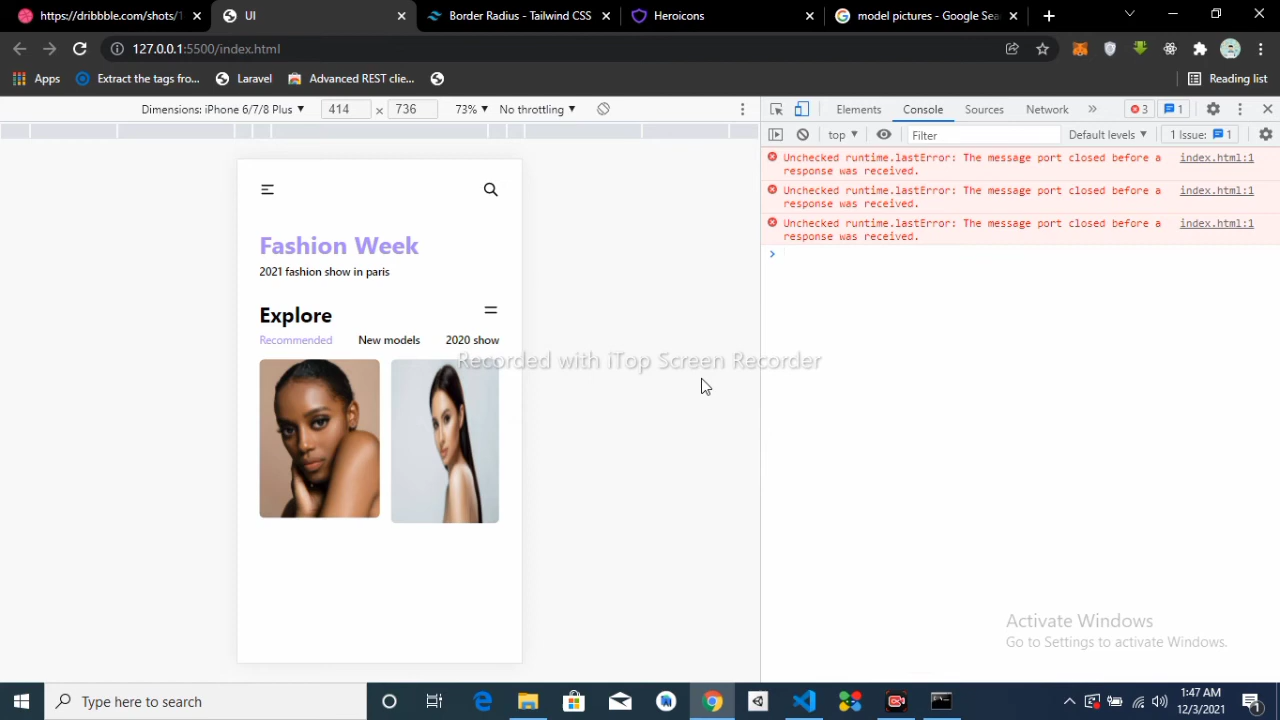 https://dribbble.com/shots/1
UI
Border Radius - Tailwind CSS
Heroicons
model pictures - Google Sea
127.0.0.1:5500/index.html
Apps
Extract the tags fro...
Laravel
Advanced REST clie...
Reading list
Dimensions: iPhone 6/7/8 Plus
414 x 736
73%
No throttling
Elements
Console
Sources
Network
3
1
top
Filter
Default levels
1 Issue:
1
Unchecked runtime.lastError: The message port closed before a
response was received.
index.html:1
Unchecked runtime.lastError: The message port closed before a
response was received.
index.html:1
Unchecked runtime.lastError: The message port closed before a
response was received.
index.html:1
Fashion Week
2021 fashion show in paris
Explore
Recommended
New models
2020 show
Recorded with iTop Screen Recorder
Activate Windows
Go to Settings to activate Windows.
Type here to search
1:47 AM
12/3/2021
1